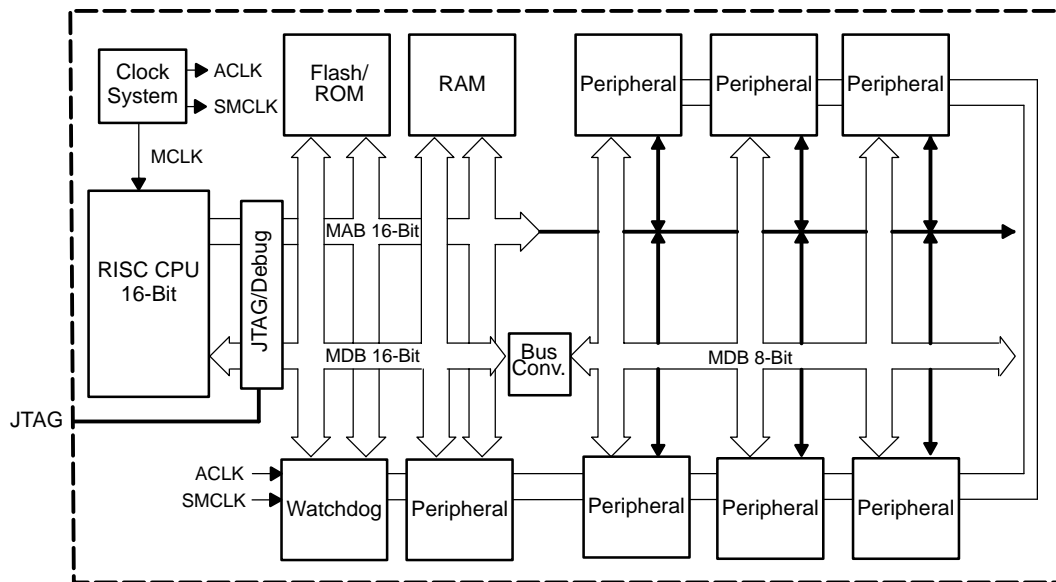 Clock
System
ACLK
SMCLK
MCLK
Flash/
ROM
RAM
Peripheral
Peripheral
Peripheral
RISC CPU
16-Bit
JTAG/Debug
MAB 16-Bit
MDB 16-Bit
Bus
Conv.
MDB 8-Bit
JTAG
ACLK
SMCLK
Watchdog
Peripheral
Peripheral
Peripheral
Peripheral